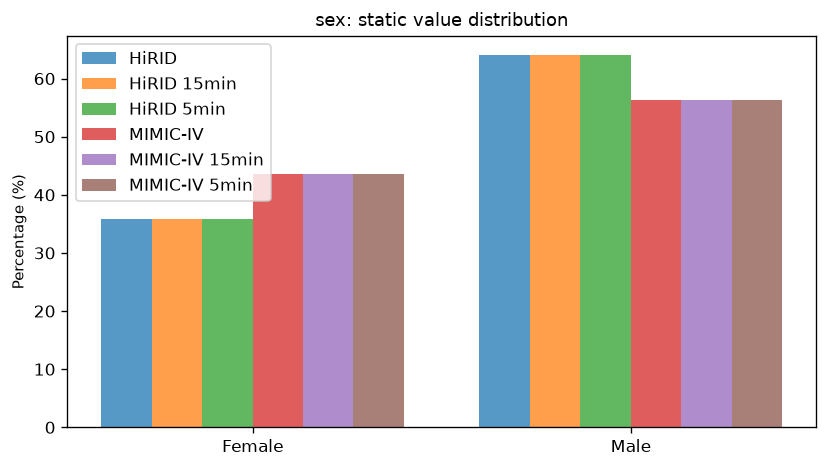 sex: static value distribution
HiRID
HiRID 15min
HiRID 5min
MIMIC-IV
MIMIC-IV 15min
MIMIC-IV 5min
Percentage (%)
60
50
40
30
20
10
0
Female Male